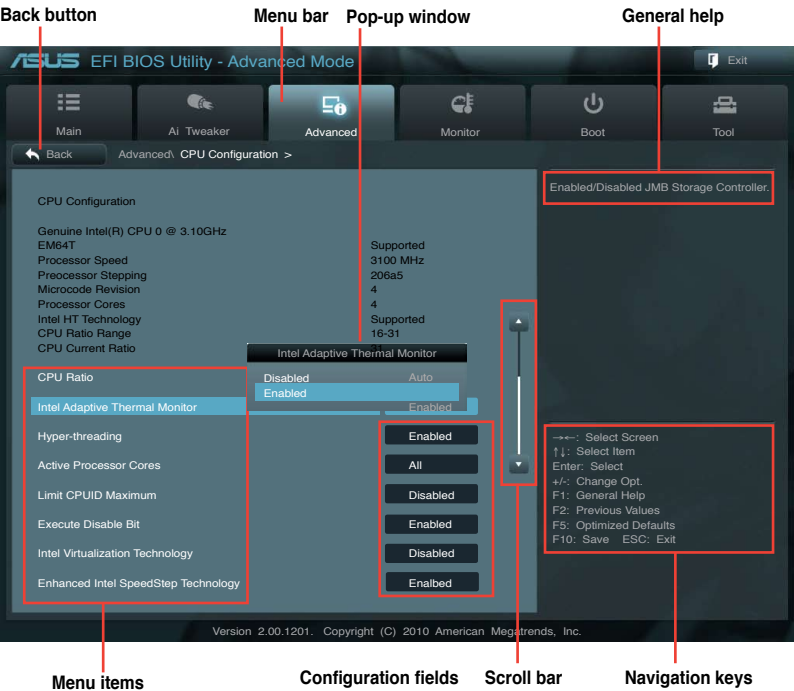 Back button
Menu bar
Pop-up window
General help
ASUS EFI BIOS Utility - Advanced Mode
Exit
Main
Ai Tweaker
Advanced
Monitor
Boot
Tool
Back
Advanced\ CPU Configuration >
Enabled/Disabled JMB Storage Controller.
CPU Configuration
Genuine Intel(R) CPU 0 @ 3.10GHz
EM64T Supported
Processor Speed 3100 MHz
Preocessor Stepping 206a5
Microcode Revision 4
Processor Cores 4
Intel HT Technology Supported
CPU Ratio Range 16-31
CPU Current Ratio 31
Intel Adaptive Thermal Monitor
Disabled
Enabled
CPU Ratio Auto
Intel Adaptive Thermal Monitor Enabled
Hyper-threading Enabled
Active Processor Cores All
Limit CPUID Maximum Disabled
Execute Disable Bit Enabled
Intel Virtualization Technology Disabled
Enhanced Intel SpeedStep Technology Enalbed
→←: Select Screen
↑↓: Select Item
Enter: Select
+/-: Change Opt.
F1: General Help
F2: Previous Values
F5: Optimized Defaults
F10: Save ESC: Exit
Version 2.00.1201. Copyright (C) 2010 American Megatrends, Inc.
Menu items
Configuration fields
Scroll bar
Navigation keys